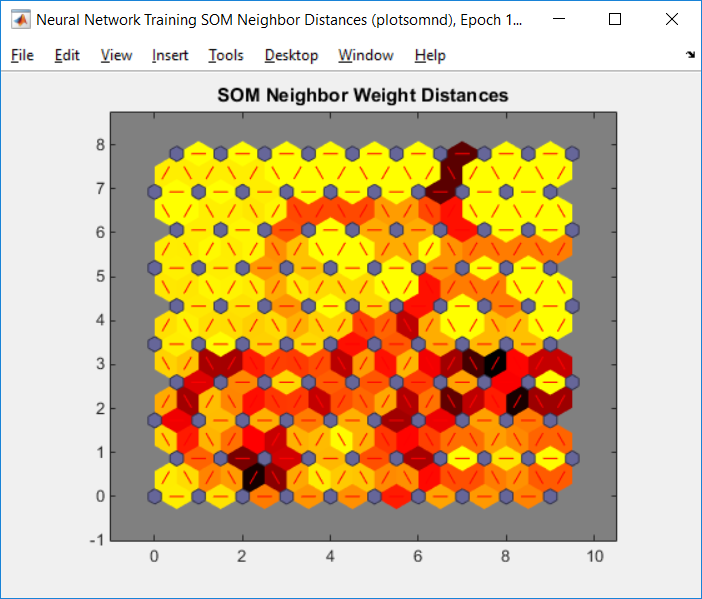 Neural Network Training SOM Neighbor Distances (plotsomnd), Epoch 1...
File Edit View Insert Tools Desktop Window Help
SOM Neighbor Weight Distances
8
7
6
5
4
3
2
1
0
-1
0 2 4 6 8 10